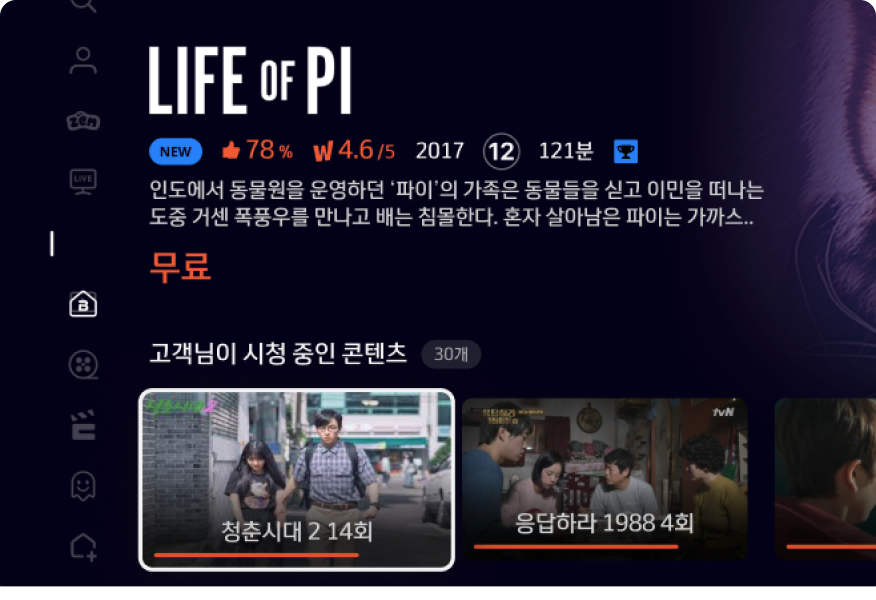 LIFE OF PI
NEW 78 % W 4.6 /5 2017 12 121분
인도에서 동물원을 운영하던 ‘파이’의 가족은 동물들을 싣고 이민을 떠나는
도중 거센 폭풍우를 만나고 배는 침몰한다. 혼자 살아남은 파이는 가까스..
무료
고객님이 시청 중인 콘텐츠 30개
zen
LIVE
B
청춘시대2
tvN
청춘시대 2 14회
응답하라 1988 4회